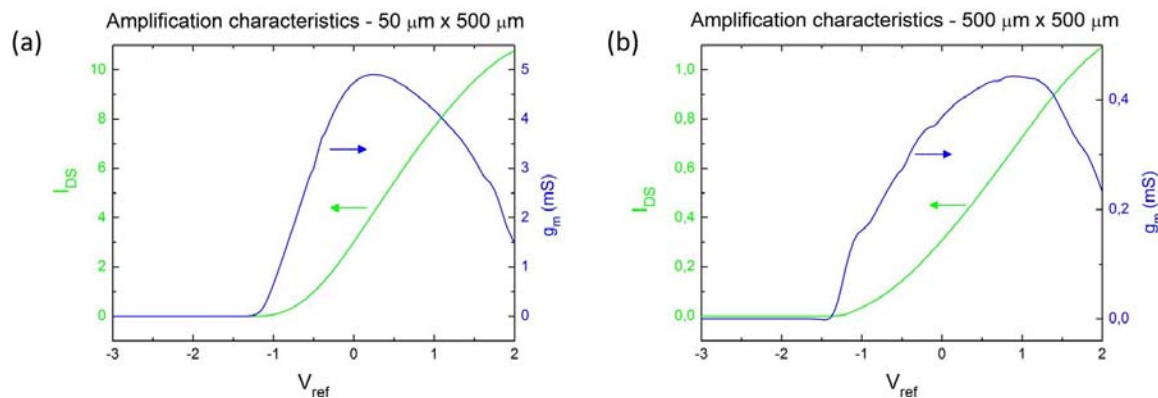 Amplification characteristics - 50 μm x 500 μm
(a)
10
8
6
4
2
0
I_DS
5
4
3
2
1
0
g_m (mS)
-3 -2 -1 0 1 2
V_ref
Amplification characteristics - 500 μm x 500 μm
(b)
1,0
0,8
0,6
0,4
0,2
0,0
I_DS
0,4
0,2
0,0
g_m (mS)
-3 -2 -1 0 1 2
V_ref